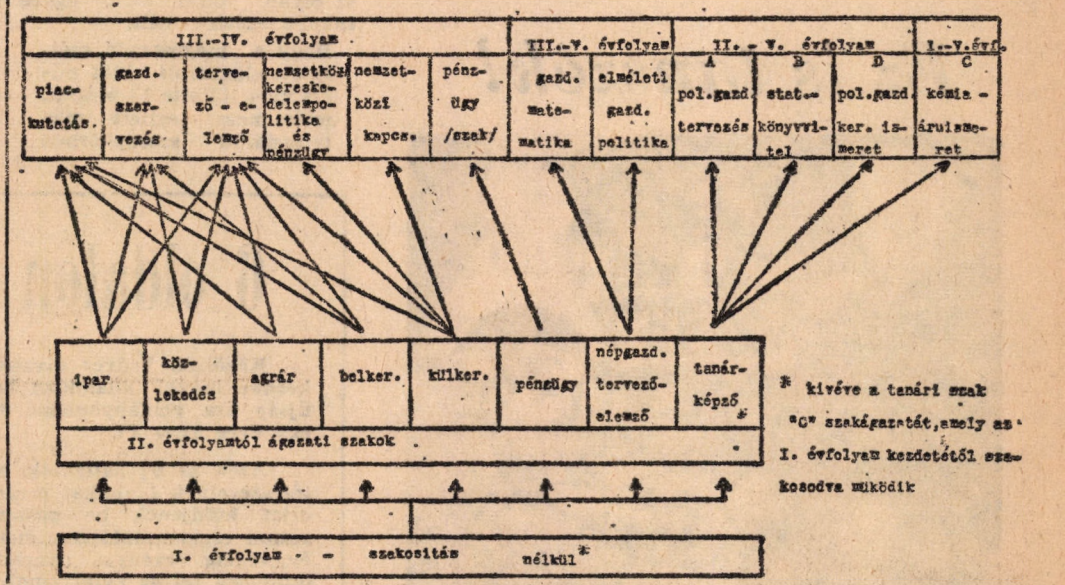 III.-IV. évfolyam
III.-V. évfolyam
II. - V. évfolyam
I.-V.évf.
piac-
kutatás.
gazd.
szer-
vezés
terve-
ző - e-
lemző
nemzetköz
kereske-
delempo-
litika
és
pénzügy
nemzet-
közi
kapcs.
pénz-
ügy
/szak/
gazd.
mate-
matika
elméleti
gazd.
politika
A
pol.gazd.
tervezés
B
stat.-
könyvvi-
tel
D
pol.gazd.
ker. is-
meret
C
kémia -
áruisme-
ret
ipar
köz-
lekedés
agrár
belker.
külker.
pénzügy
népgazd.
tervező-
elemző
tanár-
képző *
II. évfolyamtól ágazati szakok
* kivéve a tanári szak
"C" szakágazatát,amely az
I. évfolyam kezdetétől sza-
kosodva működik
I. évfolyam - - szakositás nélkül*